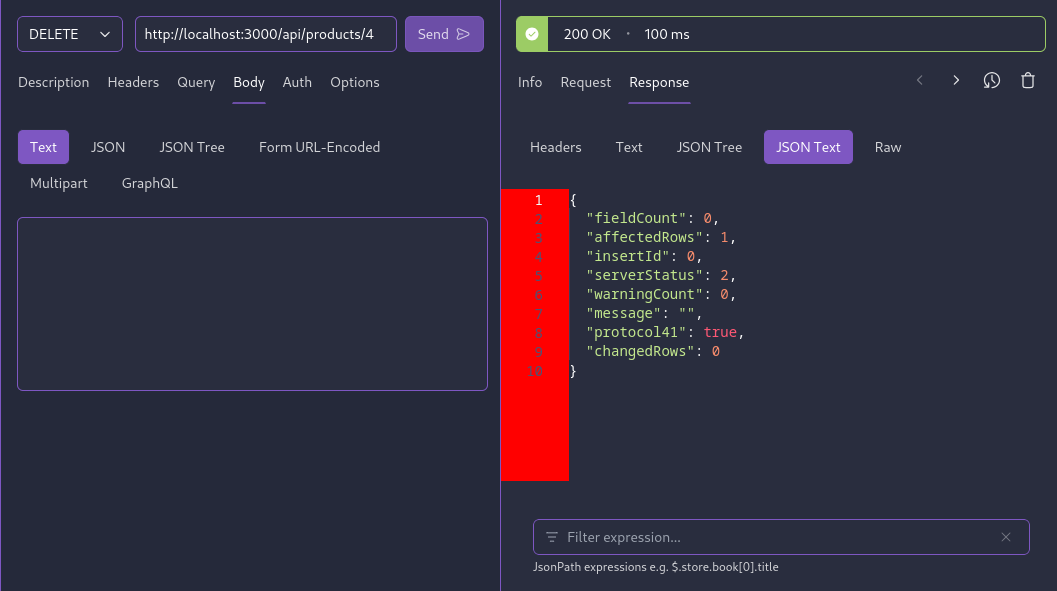 DELETE http://localhost:3000/api/products/4 Send
Description Headers Query Body Auth Options
Text JSON JSON Tree Form URL-Encoded
Multipart GraphQL
200 OK • 100 ms
Info Request Response
Headers Text JSON Tree JSON Text Raw
1 {
2 "fieldCount": 0,
3 "affectedRows": 1,
4 "insertId": 0,
5 "serverStatus": 2,
6 "warningCount": 0,
7 "message": "",
8 "protocol41": true,
9 "changedRows": 0
10 }
Filter expression...
JsonPath expressions e.g. $.store.book[0].title